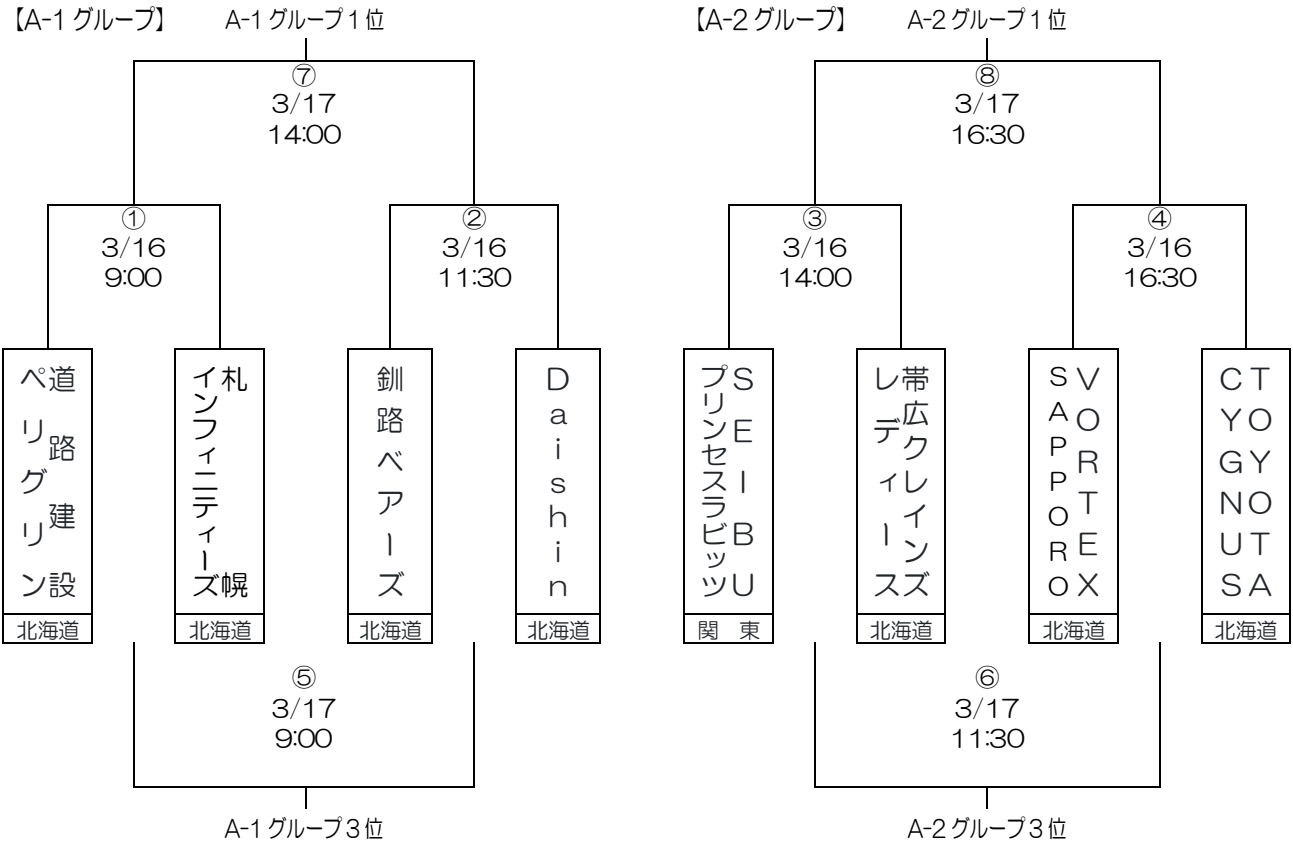 【A-1グループ】
A-1グループ1位
⑦
3/17
14:00
①
3/16
9:00
②
3/16
11:30
道路建設
ペリグリン
北海道
札幌
インフィニティーズ
北海道
釧路ベアーズ
北海道
Daishin
北海道
⑤
3/17
9:00
A-1グループ3位
【A-2グループ】
A-2グループ1位
⑧
3/17
16:30
③
3/16
14:00
④
3/16
16:30
SEIBU
プリンセスラビッツ
関 東
帯広クレインズ
レディース
北海道
VORTEX
SAPPORO
北海道
TOYOTA
CYGNUS
北海道
⑥
3/17
11:30
A-2グループ3位